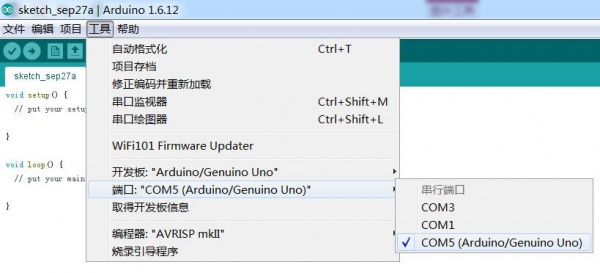 sketch_sep27a | Arduino 1.6.12
文件 编辑 项目 工具 帮助
sketch_sep27a
void setup() {
// put your setu
}
void loop() {
// put your main
}
自动格式化 Ctrl+T
项目存档
修正编码并重新加载
串口监视器 Ctrl+Shift+M
串口绘图器 Ctrl+Shift+L
WiFi101 Firmware Updater
开发板: "Arduino/Genuino Uno"
端口: "COM5 (Arduino/Genuino Uno)"
取得开发板信息
编程器: "AVRISP mkII"
烧录引导程序
串行端口
COM3
COM1
COM5 (Arduino/Genuino Uno)